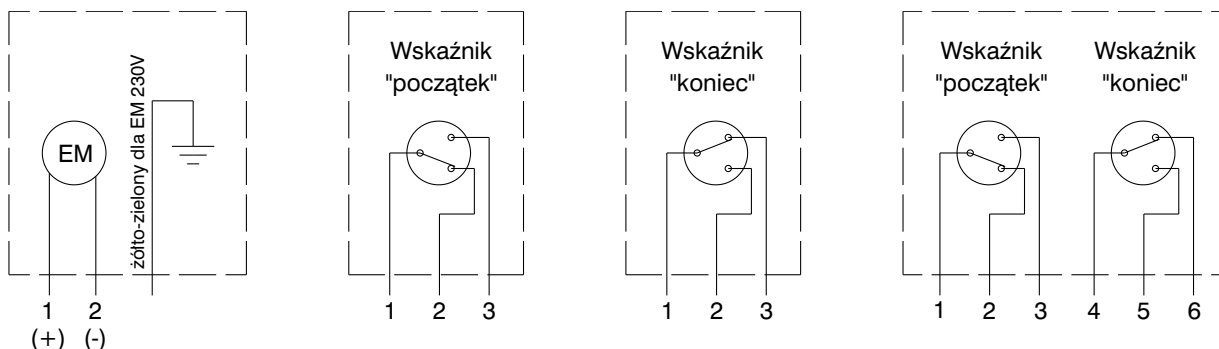 EM
żółto-zielony dla EM 230V
1 2
(+) (-)
Wskaźnik
"początek"
1 2 3
Wskaźnik
"koniec"
1 2 3
Wskaźnik
"początek"
1 2 3
Wskaźnik
"koniec"
4 5 6